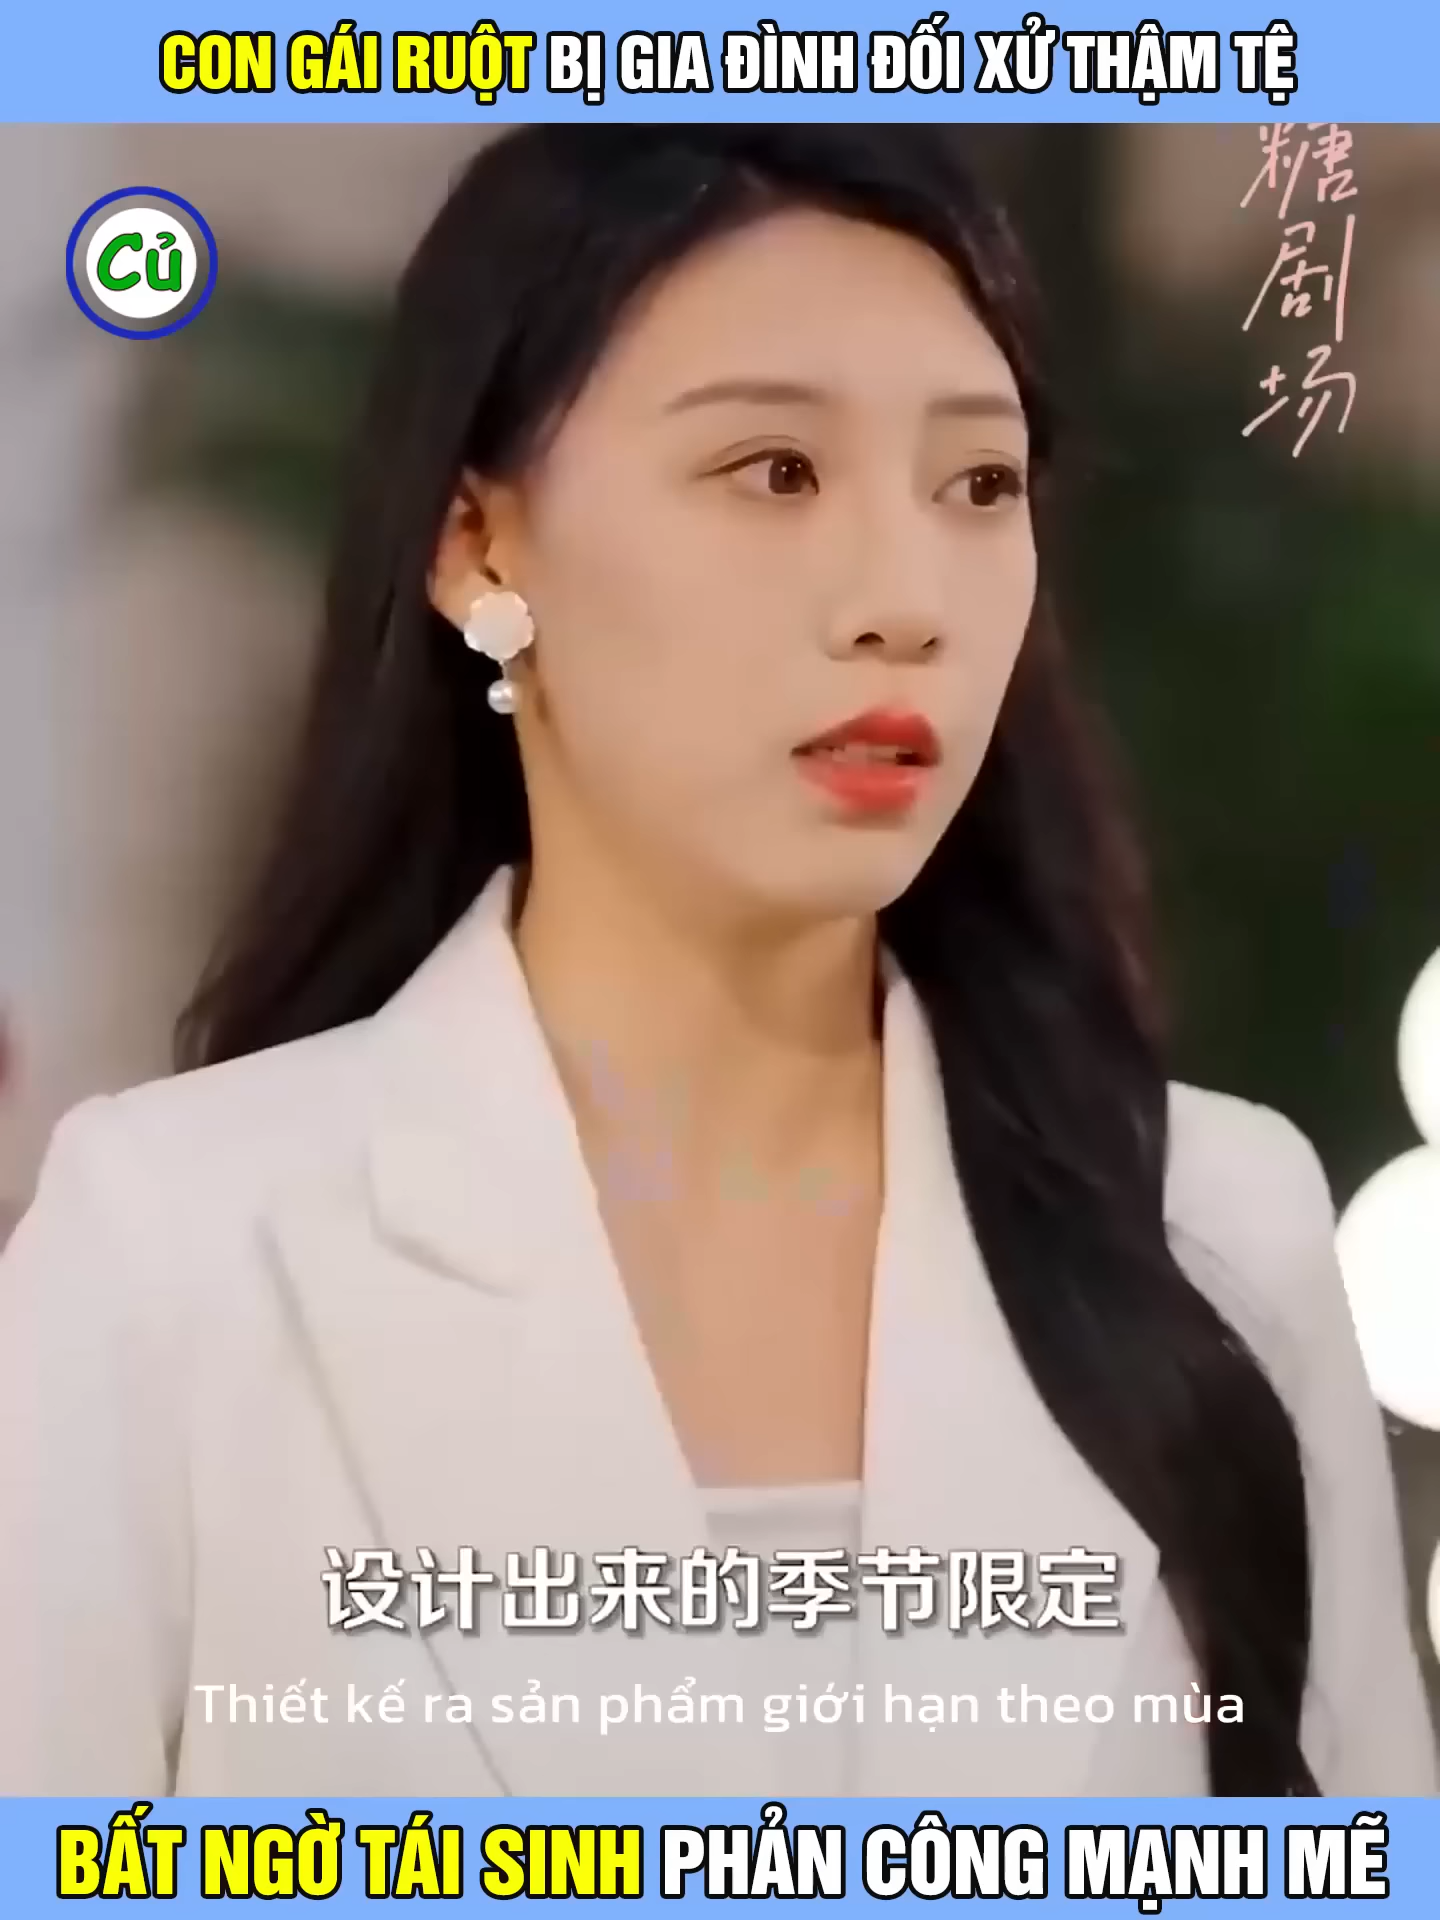 CON GÁI RUỘT BỊ GIA ĐÌNH ĐỐI XỬ THẬM TỆ
Củ
糖
剧
场
设计出来的季节限定
Thiết kế ra sản phẩm giới hạn theo mùa
BẤT NGỜ TÁI SINH PHẢN CÔNG MẠNH MẼ